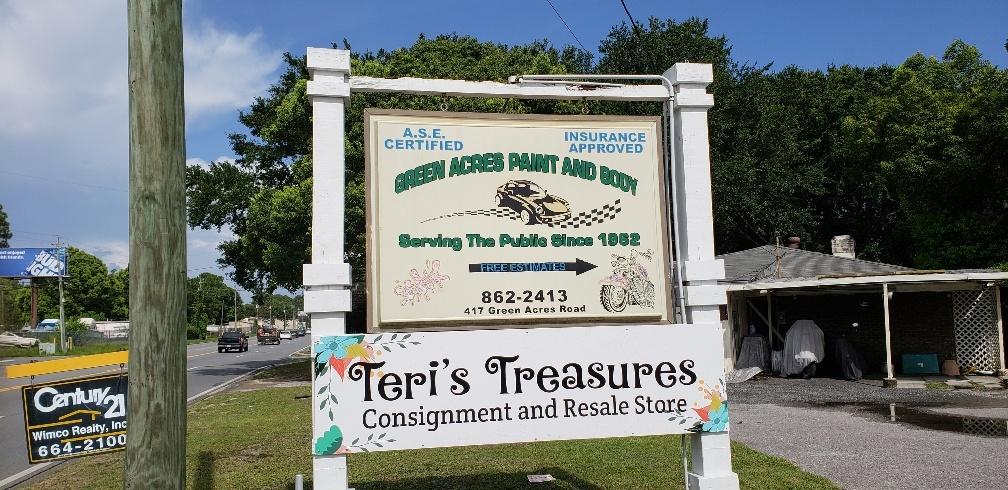 A.S.E.
CERTIFIED
INSURANCE
APPROVED
GREEN ACRES PAINT AND BODY
Serving The Public Since 1962
FREE ESTIMATES
862-2413
417 Green Acres Road
Teri's Treasures
Consignment and Resale Store
Century 21
Wimco Realty, Inc
664-2100